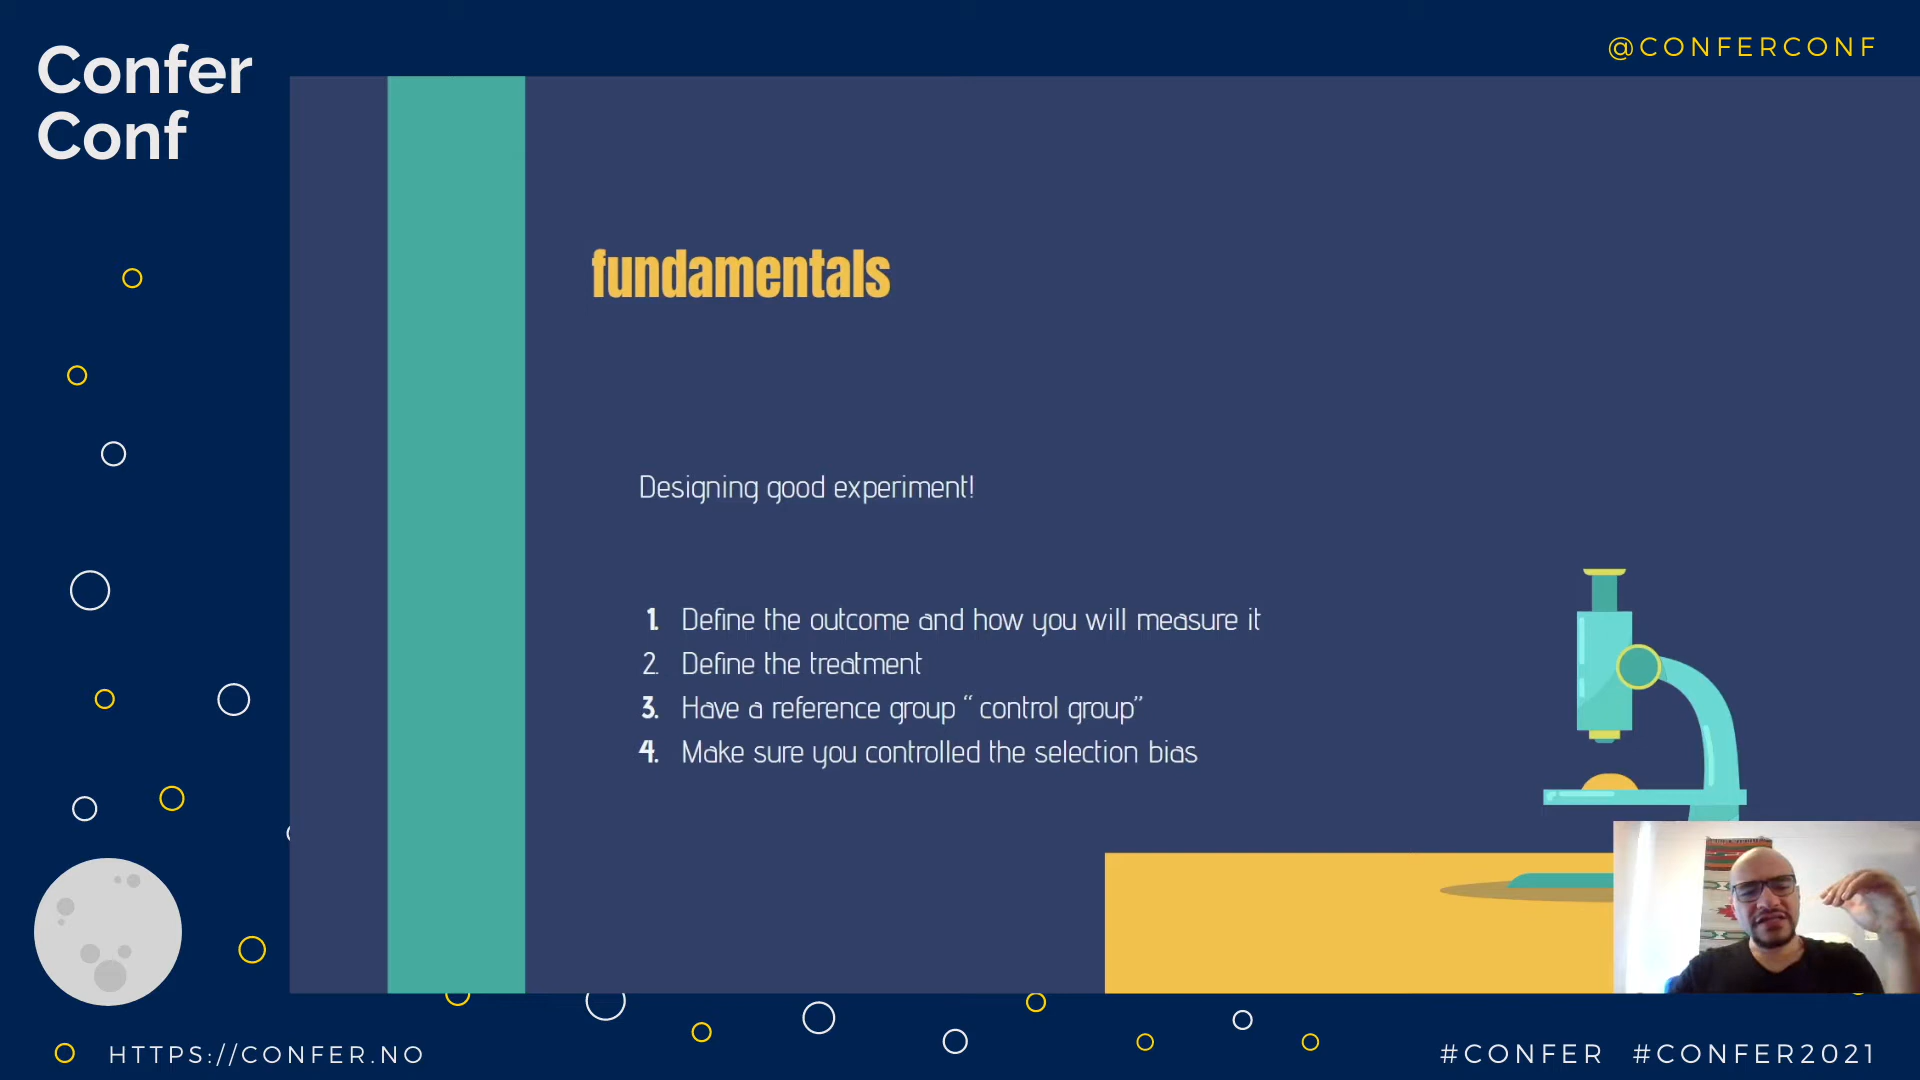 Confer
Conf
@CONFERCONF
fundamentals
Designing good experiment!
1. Define the outcome and how you will measure it
2. Define the treatment
3. Have a reference group “ control group”
4. Make sure you controlled the selection bias
HTTPS://CONFER.NO
#CONFER #CONFER2021